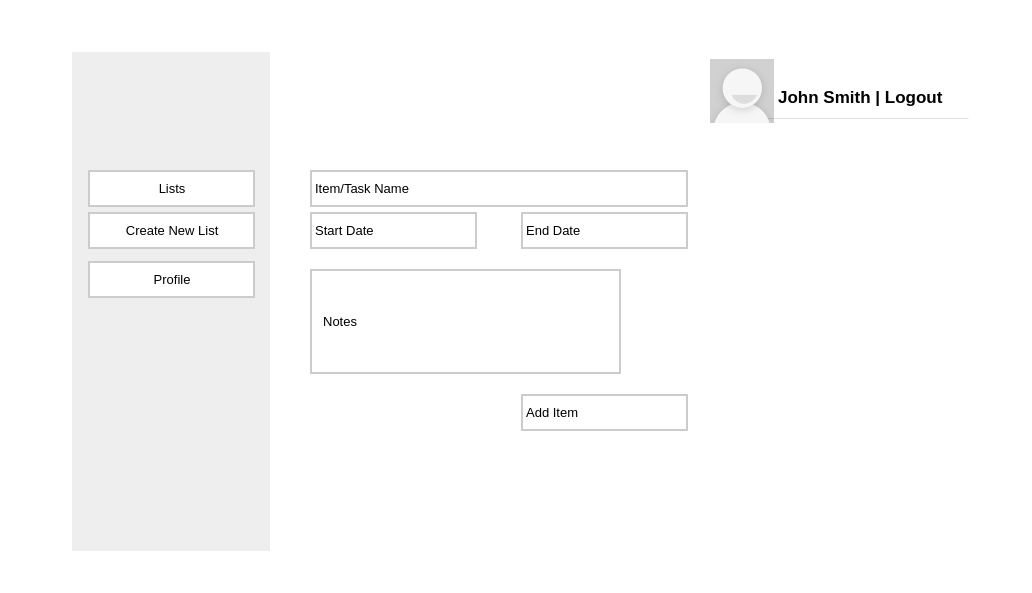 John Smith | Logout
Lists
Create New List
Profile
Item/Task Name
Start Date
End Date
Notes
Add Item